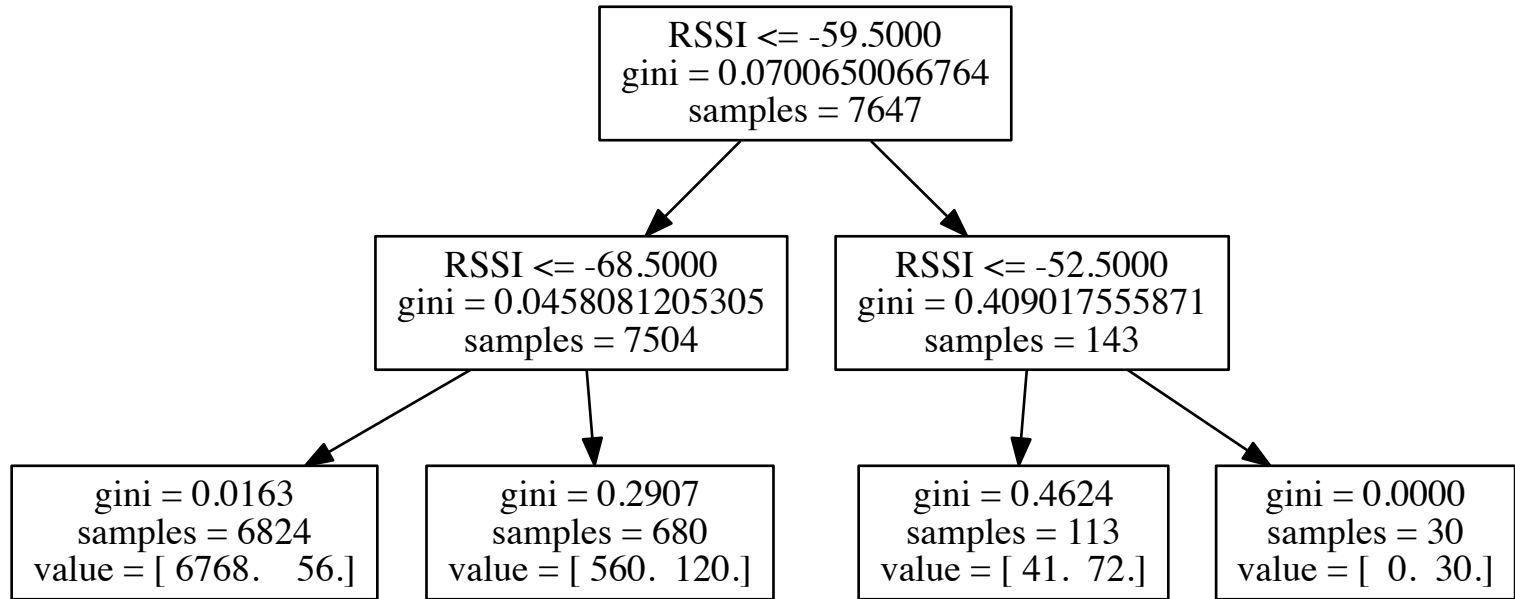 RSSI <= -59.5000
gini = 0.0700650066764
samples = 7647
RSSI <= -68.5000
gini = 0.0458081205305
samples = 7504
RSSI <= -52.5000
gini = 0.409017555871
samples = 143
gini = 0.0163
samples = 6824
value = [ 6768.    56.]
gini = 0.2907
samples = 680
value = [ 560.  120.]
gini = 0.4624
samples = 113
value = [ 41.  72.]
gini = 0.0000
samples = 30
value = [  0.  30.]